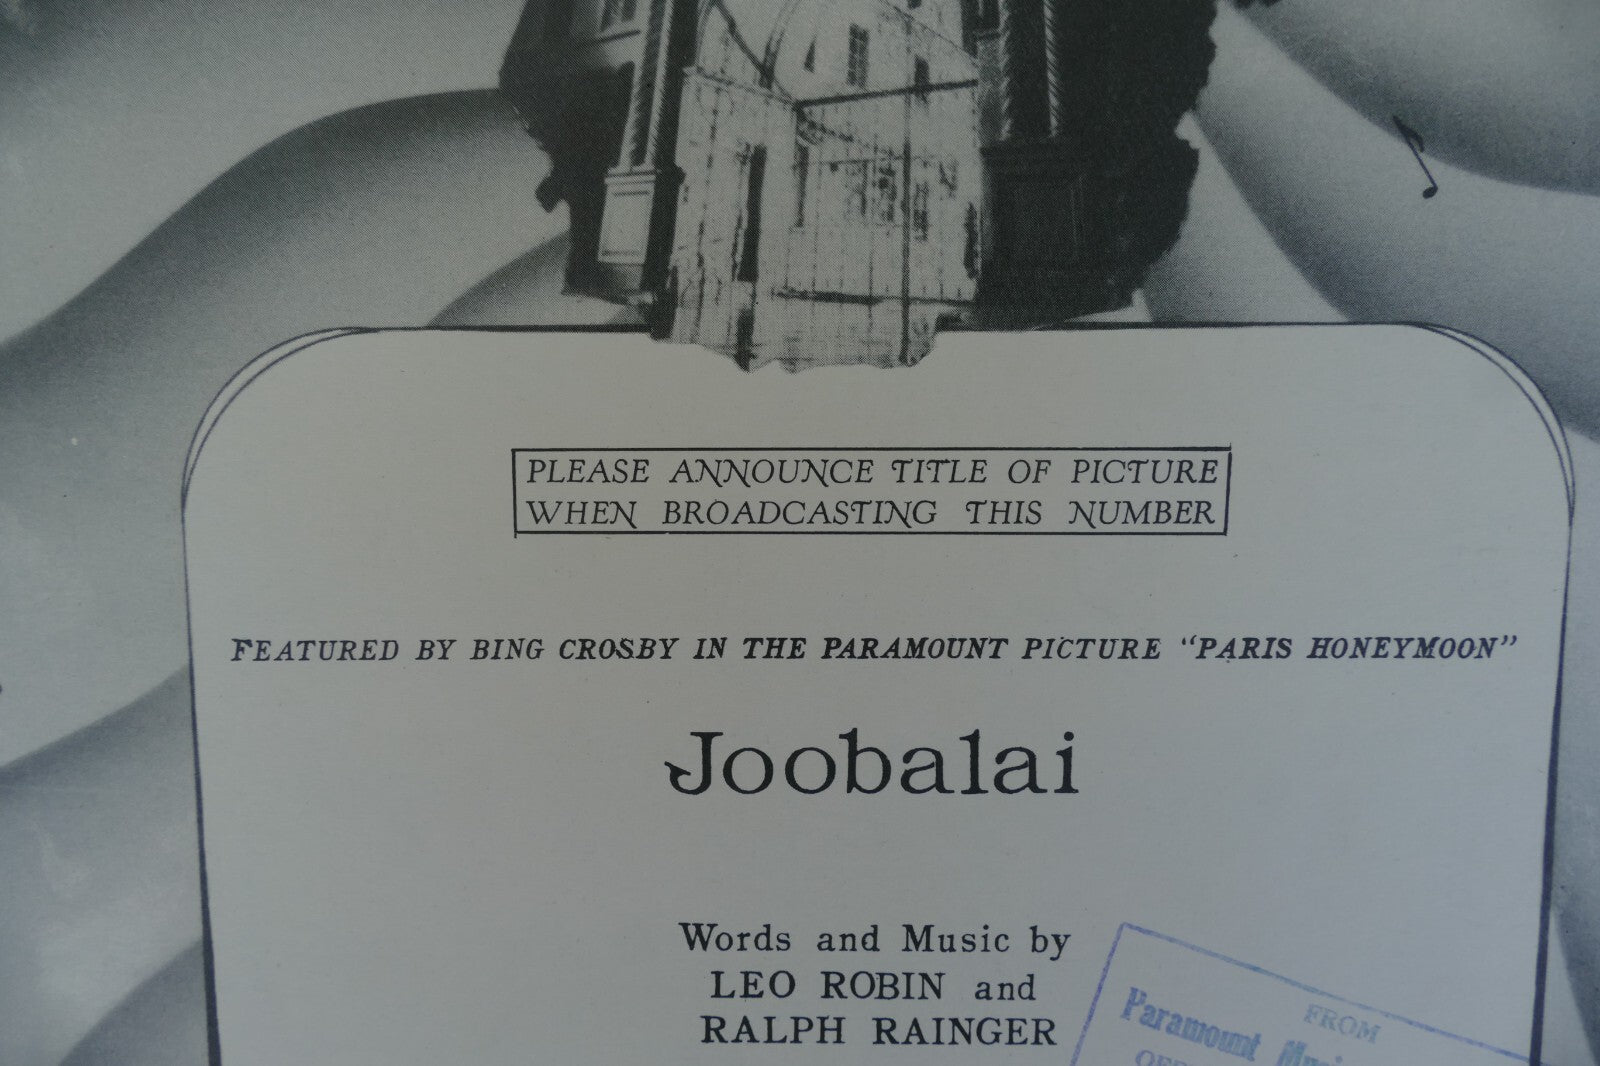 PLEASE ANNOUNCE TITLE OF PICTURE
WHEN BROADCASTING THIS NUMBER
FEATURED BY BING CROSBY IN THE PARAMOUNT PICTURE “PARIS HONEYMOON”
Joobalai
Words and Music by
LEO ROBIN and
RALPH RAINGER
FROM
Paramount